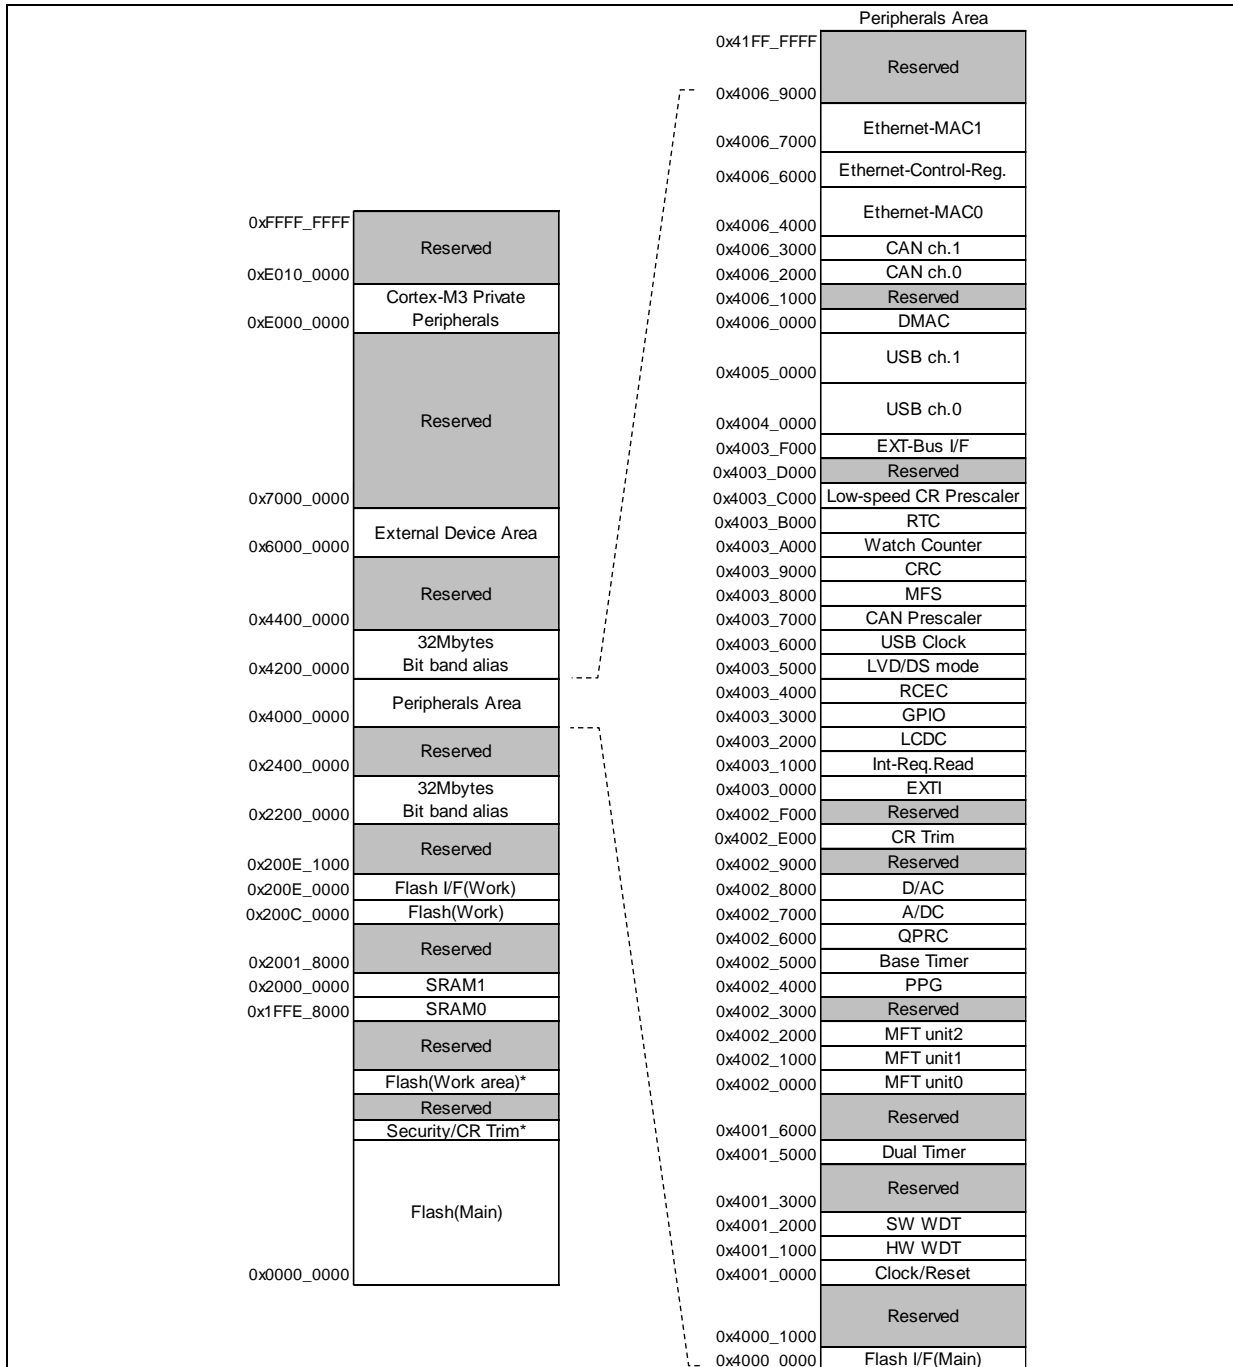 Peripherals Area
0x41FF_FFFF
Reserved
0x4006_9000
Ethernet-MAC1
0x4006_7000
Ethernet-Control-Reg.
0x4006_6000
Ethernet-MAC0
0x4006_4000
CAN ch.1
0x4006_3000
CAN ch.0
0x4006_2000
Reserved
0x4006_1000
DMAC
0x4006_0000
USB ch.1
0x4005_0000
USB ch.0
0x4004_0000
EXT-Bus I/F
0x4003_F000
Reserved
0x4003_D000
Low-speed CR Prescaler
0x4003_C000
RTC
0x4003_B000
Watch Counter
0x4003_A000
CRC
0x4003_9000
MFS
0x4003_8000
CAN Prescaler
0x4003_7000
USB Clock
0x4003_6000
LVD/DS mode
0x4003_5000
RCEC
0x4003_4000
GPIO
0x4003_3000
LCDC
0x4003_2000
Int-Req.Read
0x4003_1000
EXTI
0x4003_0000
Reserved
0x4002_F000
CR Trim
0x4002_E000
Reserved
0x4002_9000
D/AC
0x4002_8000
A/DC
0x4002_7000
QPRC
0x4002_6000
Base Timer
0x4002_5000
PPG
0x4002_4000
Reserved
0x4002_3000
MFT unit2
0x4002_2000
MFT unit1
0x4002_1000
MFT unit0
0x4002_0000
Reserved
0x4001_6000
Dual Timer
0x4001_5000
Reserved
0x4001_3000
SW WDT
0x4001_2000
HW WDT
0x4001_1000
Clock/Reset
0x4001_0000
Reserved
0x4000_1000
Flash I/F(Main)
0x4000_0000
0xFFFF_FFFF
Reserved
0xE010_0000
Cortex-M3 Private
Peripherals
0xE000_0000
Reserved
0x7000_0000
External Device Area
0x6000_0000
Reserved
0x4400_0000
32Mbytes
Bit band alias
0x4200_0000
Peripherals Area
0x4000_0000
Reserved
0x2400_0000
32Mbytes
Bit band alias
0x2200_0000
Reserved
0x200E_1000
Flash I/F(Work)
0x200E_0000
Flash(Work)
0x200C_0000
Reserved
0x2001_8000
SRAM1
0x2000_0000
SRAM0
0x1FFE_8000
Reserved
Flash(Work area)*
Reserved
Security/CR Trim*
Flash(Main)
0x0000_0000